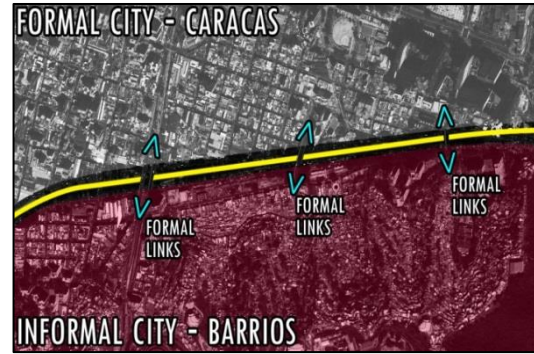 FORMAL CITY - CARACAS
FORMAL
LINKS
FORMAL
LINKS
FORMAL
LINKS
INFORMAL CITY - BARRIOS